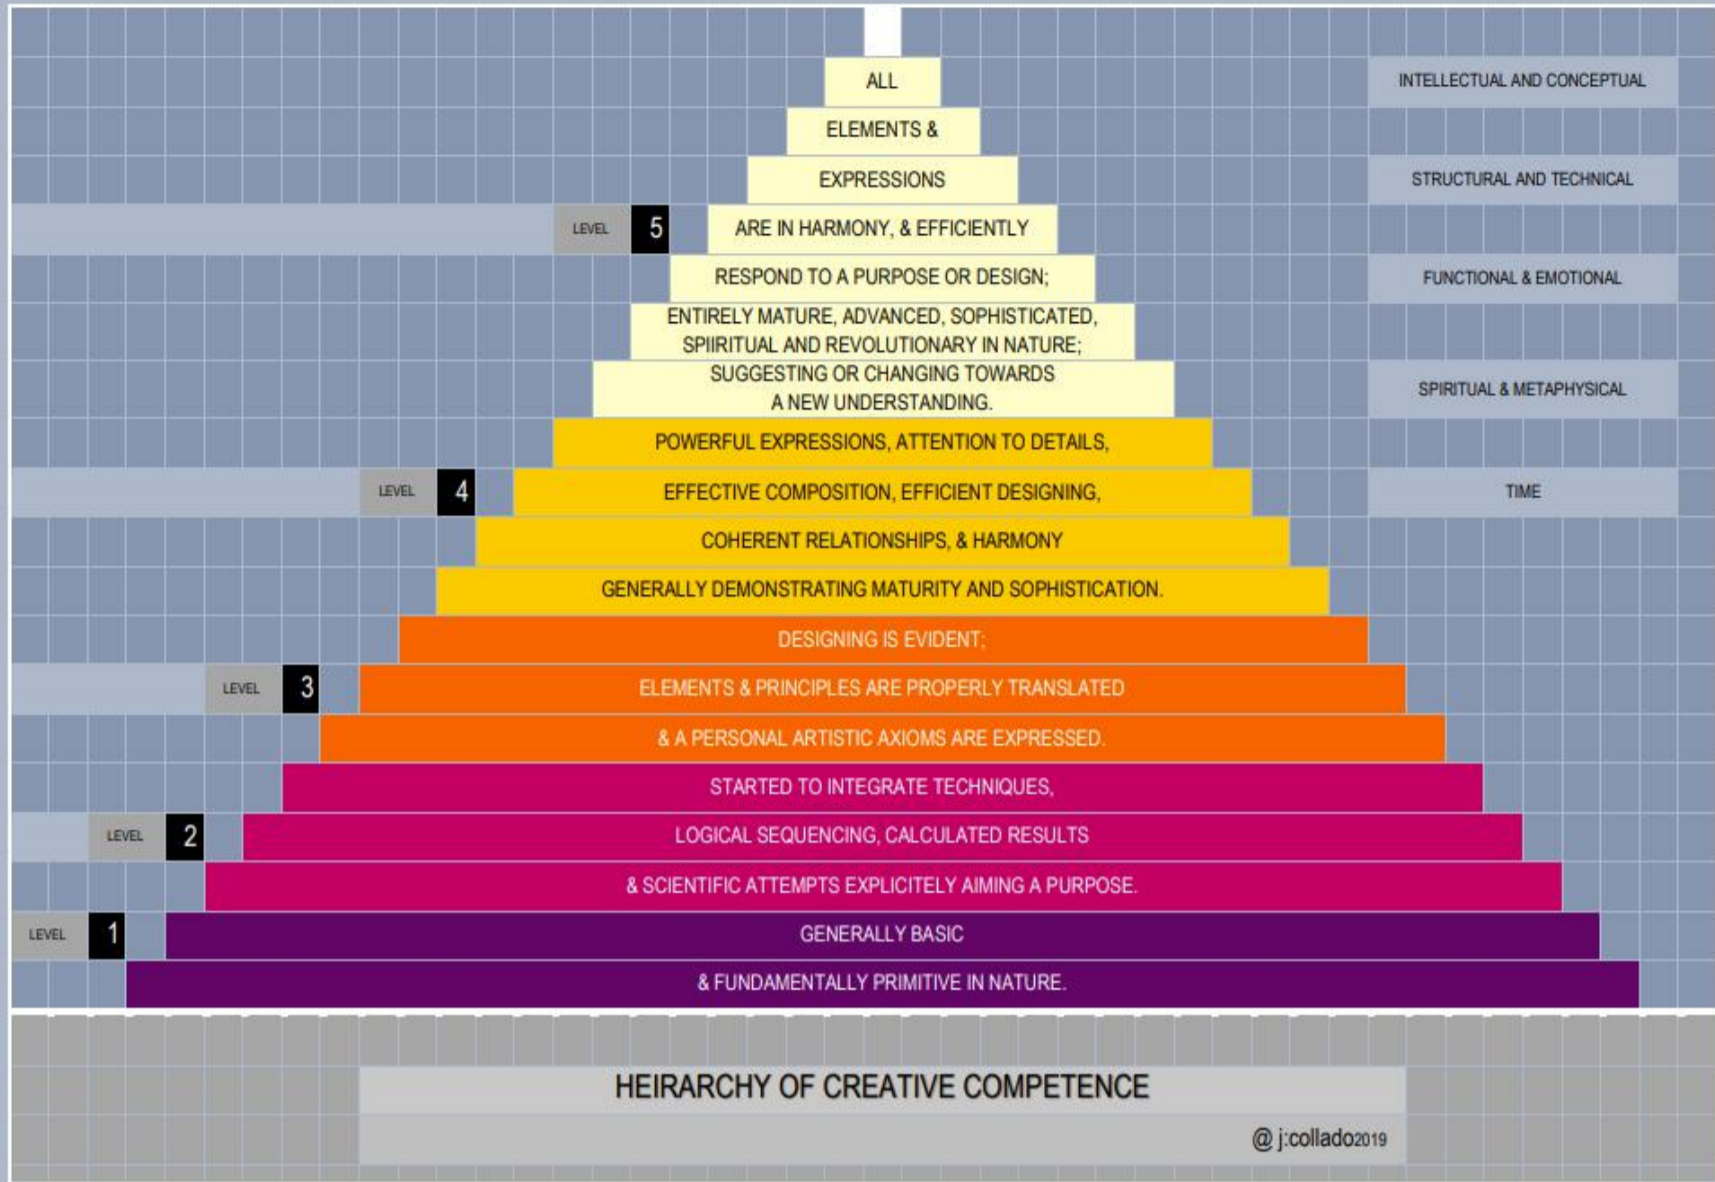 ALL
INTELLECTUAL AND CONCEPTUAL
ELEMENTS &
EXPRESSIONS
STRUCTURAL AND TECHNICAL
LEVEL 5
ARE IN HARMONY, & EFFICIENTLY
RESPOND TO A PURPOSE OR DESIGN;
FUNCTIONAL & EMOTIONAL
ENTIRELY MATURE, ADVANCED, SOPHISTICATED,
SPIIRITUAL AND REVOLUTIONARY IN NATURE;
SUGGESTING OR CHANGING TOWARDS
A NEW UNDERSTANDING.
SPIRITUAL & METAPHYSICAL
POWERFUL EXPRESSIONS, ATTENTION TO DETAILS,
LEVEL 4
EFFECTIVE COMPOSITION, EFFICIENT DESIGNING,
TIME
COHERENT RELATIONSHIPS, & HARMONY
GENERALLY DEMONSTRATING MATURITY AND SOPHISTICATION.
DESIGNING IS EVIDENT;
LEVEL 3
ELEMENTS & PRINCIPLES ARE PROPERLY TRANSLATED
& A PERSONAL ARTISTIC AXIOMS ARE EXPRESSED.
STARTED TO INTEGRATE TECHNIQUES,
LEVEL 2
LOGICAL SEQUENCING, CALCULATED RESULTS
& SCIENTIFIC ATTEMPTS EXPLICITELY AIMING A PURPOSE.
LEVEL 1
GENERALLY BASIC
& FUNDAMENTALLY PRIMITIVE IN NATURE.
HEIRARCHY OF CREATIVE COMPETENCE
@ j:collado2019